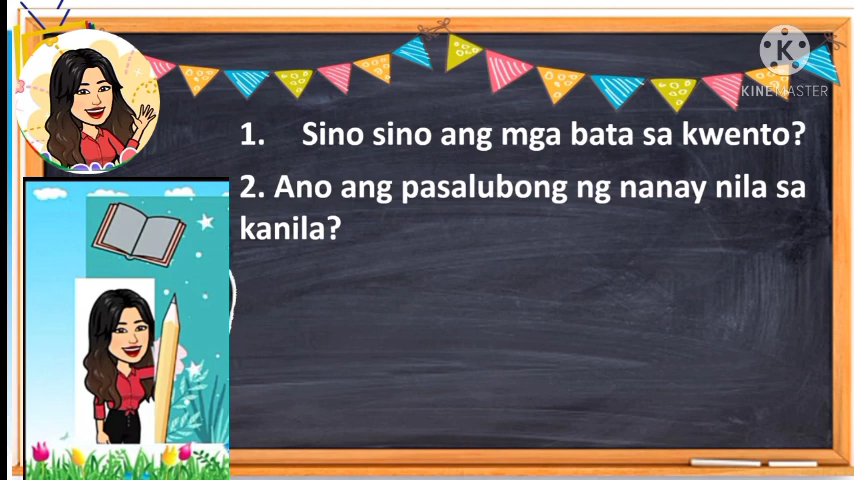 KINEMASTER
1. Sino sino ang mga bata sa kwento?
2. Ano ang pasalubong ng nanay nila sa
kanila?